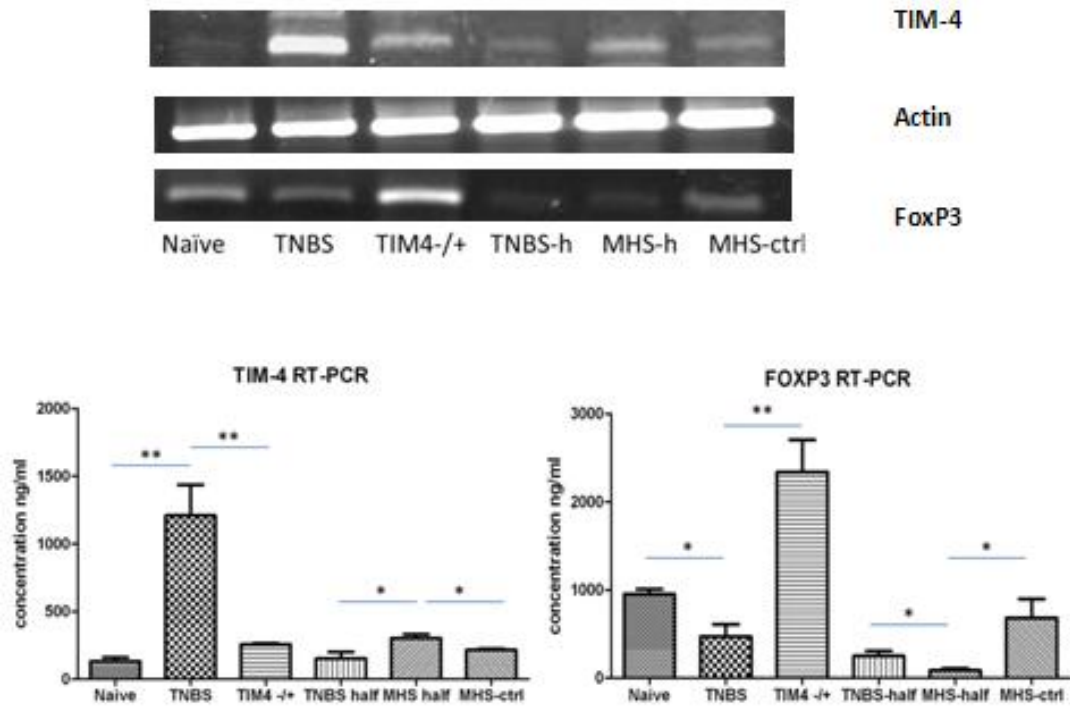 TIM-4
Actin
FoxP3
Naïve TNBS TIM4-/+ TNBS-h MHS-h MHS-ctrl
TIM-4 RT-PCR
concentration ng/ml
2000
1500
1000
500
0
** ** * *
Naive TNBS TIM4 -/+ TNBS half MHS half MHS-ctrl
FOXP3 RT-PCR
concentration ng/ml
3000
2000
1000
0
* ** * *
Naive TNBS TIM4 -/+ TNBS-half MHS-half MHS-ctrl